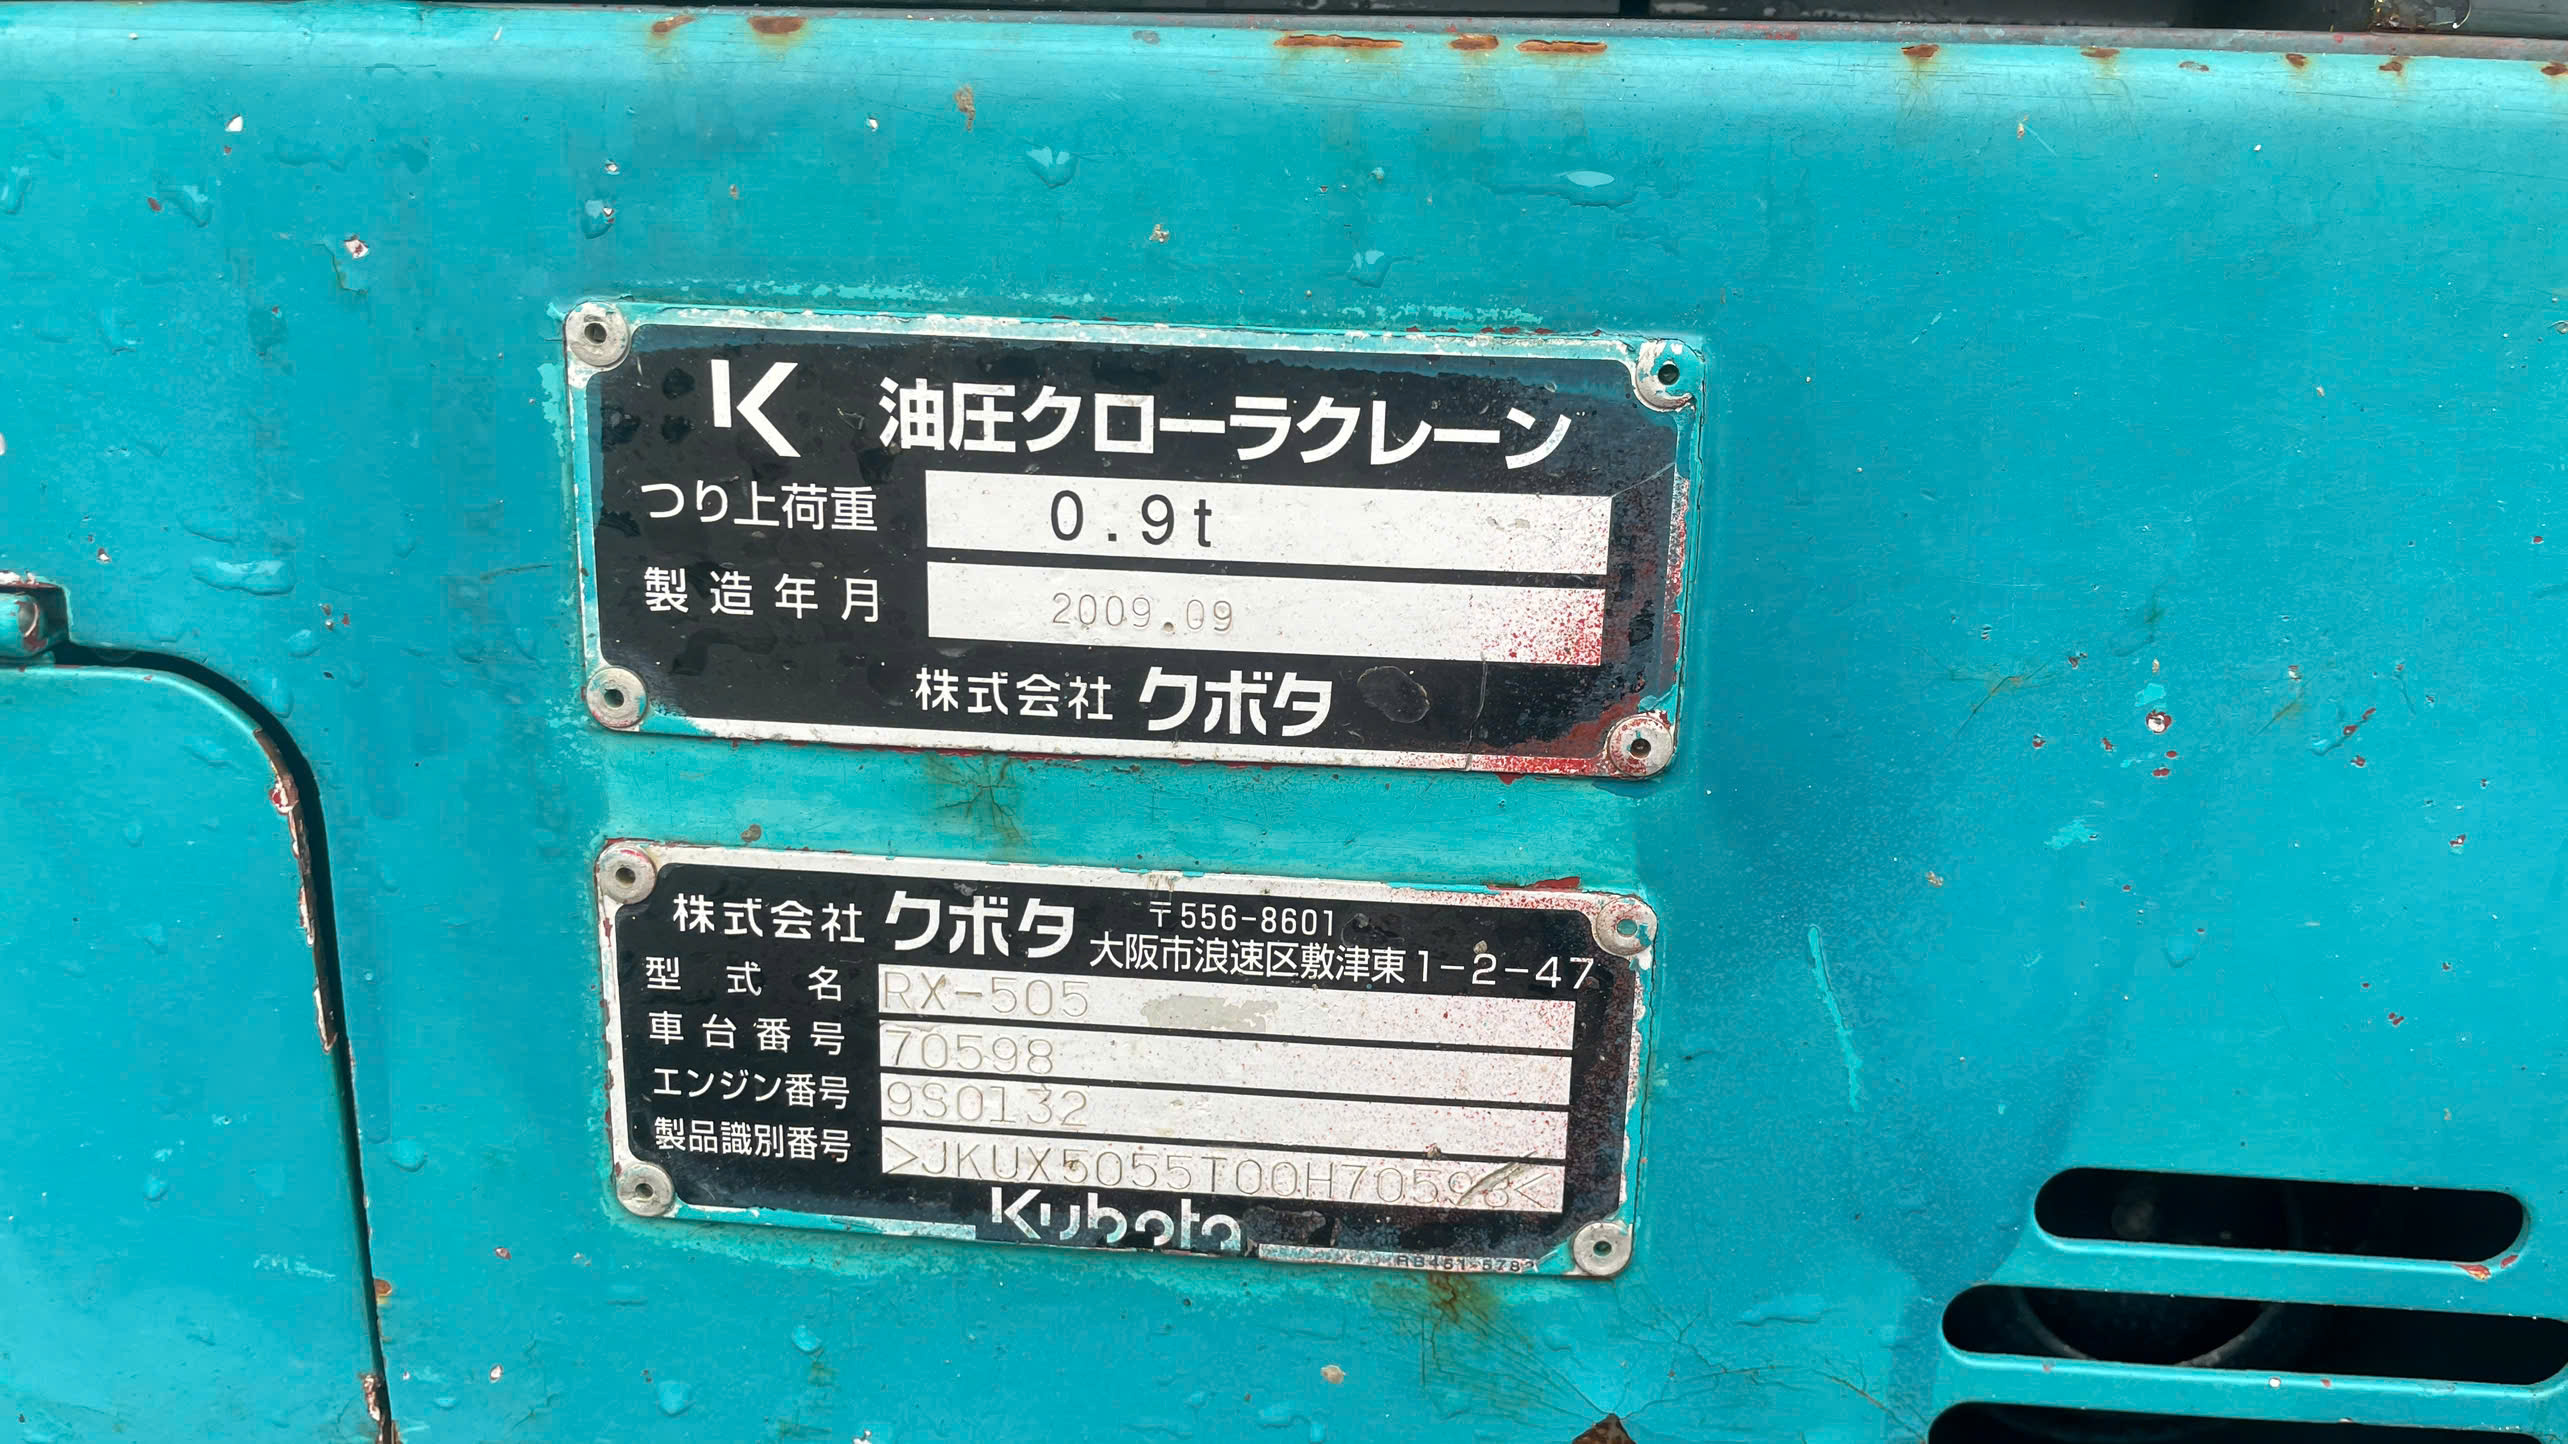 K 油圧クローラクレーン
つり上荷重 0.9t
製造年月 2009.09
株式会社 クボタ
株式会社 クボタ 〒556-8601
大阪市浪速区敷津東1-2-47
型式名 RX-505
車台番号 70598
エンジン番号 9S0132
製品識別番号 >JKUX5055T00H70598<
Kubota